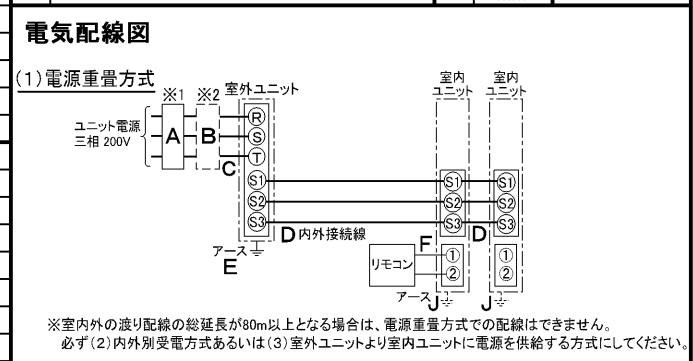 電気配線図
(1)電源重畳方式
※1 ※2 室外ユニット
室内
ユニット
室内
ユニット
ユニット電源
三相 200V
A
B
C
R
S
T
S1
S2
S3
S1
S2
S3
S1
S2
S3
D 内外接続線
D
アース
E
F
リモコン
①
②
①
②
アース J
J
※室内外の渡り配線の総延長が80m以上となる場合は、電源重畳方式での配線はできません。
必ず(2)内外別受電方式あるいは(3)室外ユニットより室内ユニットに電源を供給する方式にしてください。